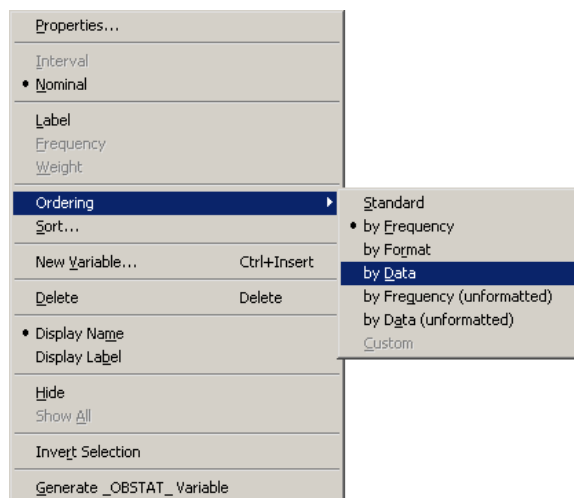 Properties...
Interval
• Nominal
Label
Frequency
Weight
Ordering
Sort...
New Variable... Ctrl+Insert
Delete Delete
• Display Name
Display Label
Hide
Show All
Invert Selection
Generate _OBSTAT_ Variable
Standard
• by Frequency
by Format
by Data
by Frequency (unformatted)
by Data (unformatted)
Custom